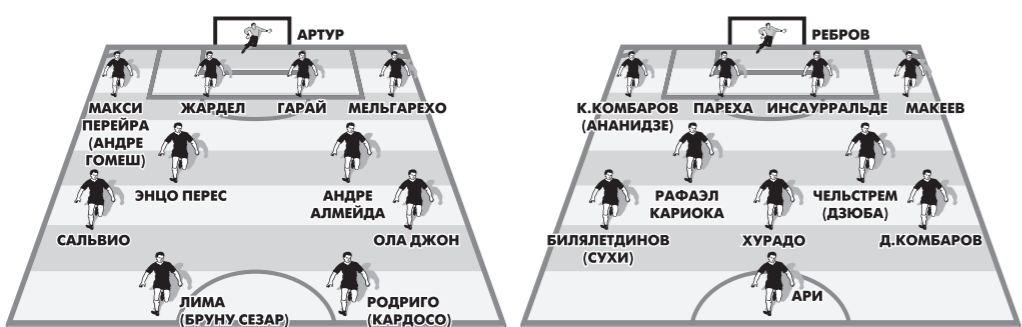 АРТУР
МАКСИ ПЕРЕЙРА (АНДРЕ ГОМЕШ)
ЖАРДЕЛ
ГАРАЙ
МЕЛЬГАРЕХО
ЭНЦО ПЕРЕС
АНДРЕ АЛМЕЙДА
САЛЬВИО
ОЛА ДЖОН
ЛИМА (БРУНУ СЕЗАР)
РОДРИГО (КАРДОСО)
РЕБРОВ
К.КОМБАРОВ (АНАНИДЗЕ)
ПАРЕХА
ИНСАУРРАЛЬДЕ
МАКЕЕВ
РАФАЭЛ КАРИОКА
ЧЕЛЬСТРЕМ (ДЗЮБА)
БИЛЯЛЕТДИНОВ (СУХИ)
ХУРАДО
Д.КОМБАРОВ
АРИ